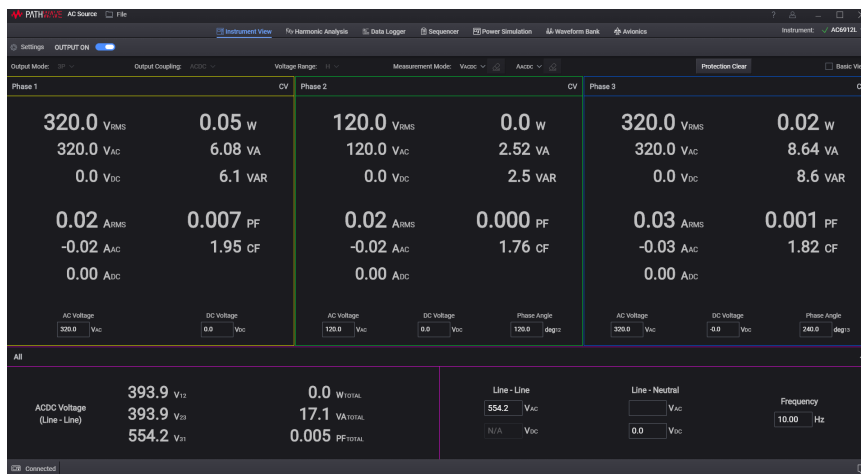 PATHWAVE AC Source File ?
Instrument View Harmonic Analysis Data Logger Sequencer Power Simulation Waveform Bank Avionics Instrument: ✓ AC6912L
Settings OUTPUT ON
Output Mode: 3P Output Coupling: ACDC Voltage Range: H Measurement Mode: VACDC AACDC Protection Clear Basic Vie
Phase 1 CV Phase 2 CV Phase 3 C
320.0 VRMS 0.05 W 120.0 VRMS 0.0 W 320.0 VRMS 0.02 W
320.0 VAC 6.08 VA 120.0 VAC 2.52 VA 320.0 VAC 8.64 VA
0.0 VDC 6.1 VAR 0.0 VDC 2.5 VAR 0.0 VDC 8.6 VAR
0.02 ARMS 0.007 PF 0.02 ARMS 0.000 PF 0.03 ARMS 0.001 PF
-0.02 AAC 1.95 CF -0.02 AAC 1.76 CF -0.03 AAC 1.82 CF
0.00 ADC 0.00 ADC 0.00 ADC
AC Voltage DC Voltage AC Voltage DC Voltage Phase Angle AC Voltage DC Voltage Phase Angle
320.0 VAC 0.0 VDC 120.0 VAC 0.0 VDC 120.0 deg12 320.0 VAC -0.0 VDC 240.0 deg13
All
ACDC Voltage
(Line - Line)
393.9 V12 0.0 WTOTAL
393.9 V23 17.1 VATOTAL
554.2 V31 0.005 PFTOTAL
Line - Line Line - Neutral Frequency
554.2 VAC VAC 10.00 Hz
N/A VDC 0.0 VDC
Connected